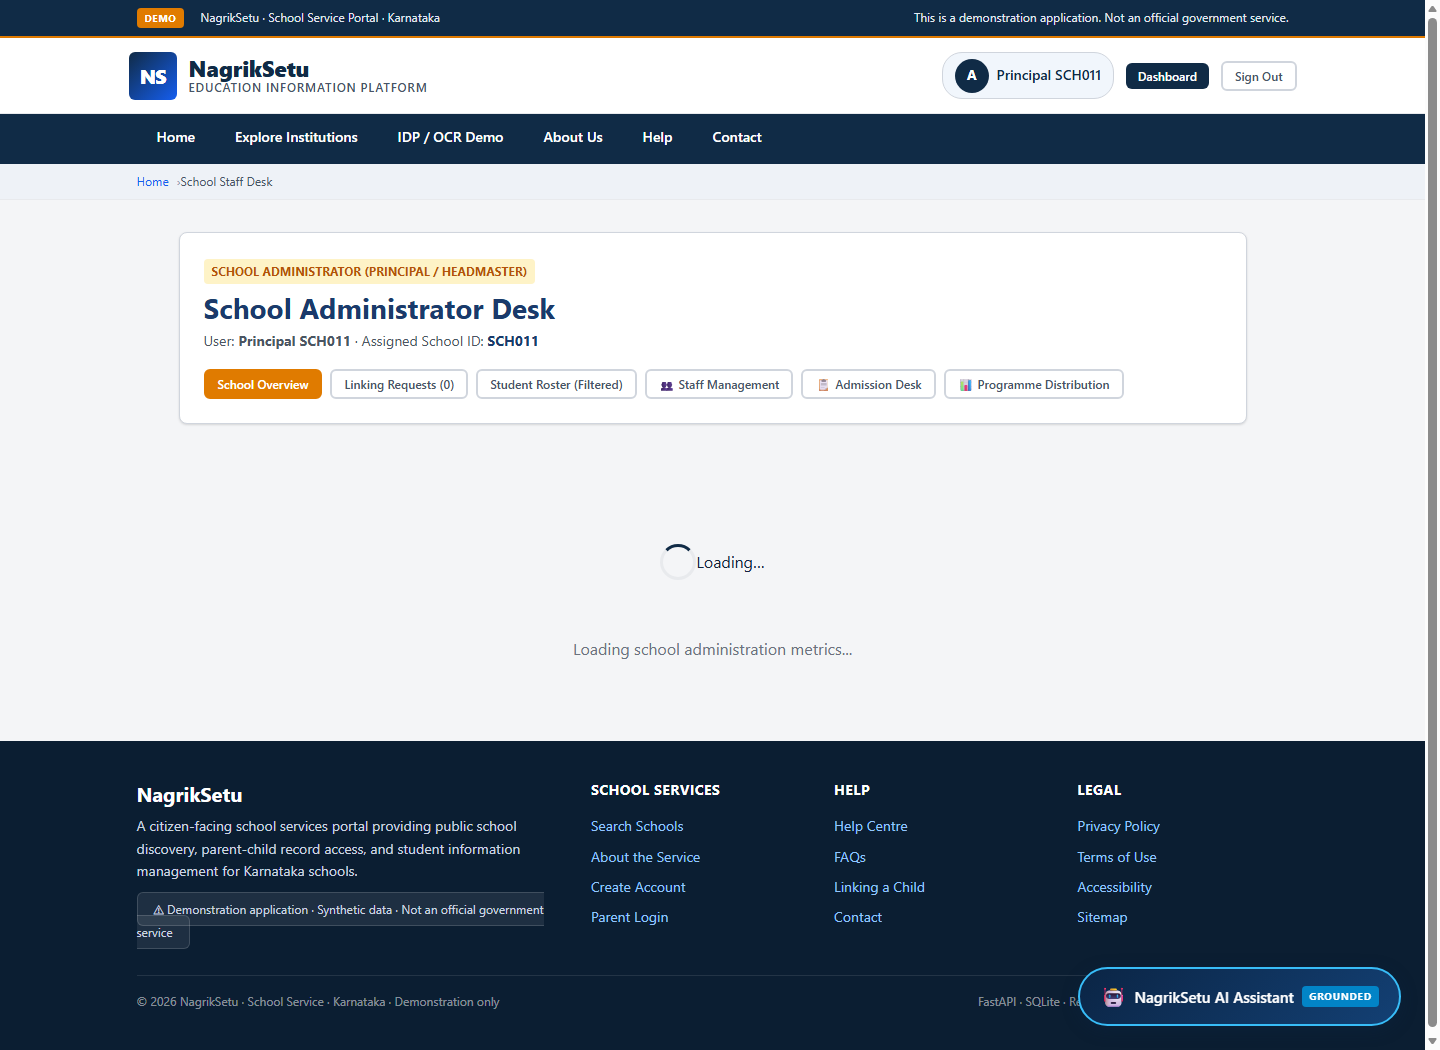 DEMO NagrikSetu · School Service Portal · Karnataka This is a demonstration application. Not an official government service.
NS NagrikSetu
EDUCATION INFORMATION PLATFORM
A Principal SCH011 Dashboard Sign Out
Home Explore Institutions IDP / OCR Demo About Us Help Contact
Home ›School Staff Desk
SCHOOL ADMINISTRATOR (PRINCIPAL / HEADMASTER)
School Administrator Desk
User: Principal SCH011 · Assigned School ID: SCH011
School Overview Linking Requests (0) Student Roster (Filtered) Staff Management Admission Desk Programme Distribution
Loading...
Loading school administration metrics...
NagrikSetu
A citizen-facing school services portal providing public school
discovery, parent-child record access, and student information
management for Karnataka schools.
⚠ Demonstration application · Synthetic data · Not an official government
service
SCHOOL SERVICES
Search Schools
About the Service
Create Account
Parent Login
HELP
Help Centre
FAQs
Linking a Child
Contact
LEGAL
Privacy Policy
Terms of Use
Accessibility
Sitemap
© 2026 NagrikSetu · School Service · Karnataka · Demonstration only
FastAPI · SQLite ·
NagrikSetu AI Assistant GROUNDED